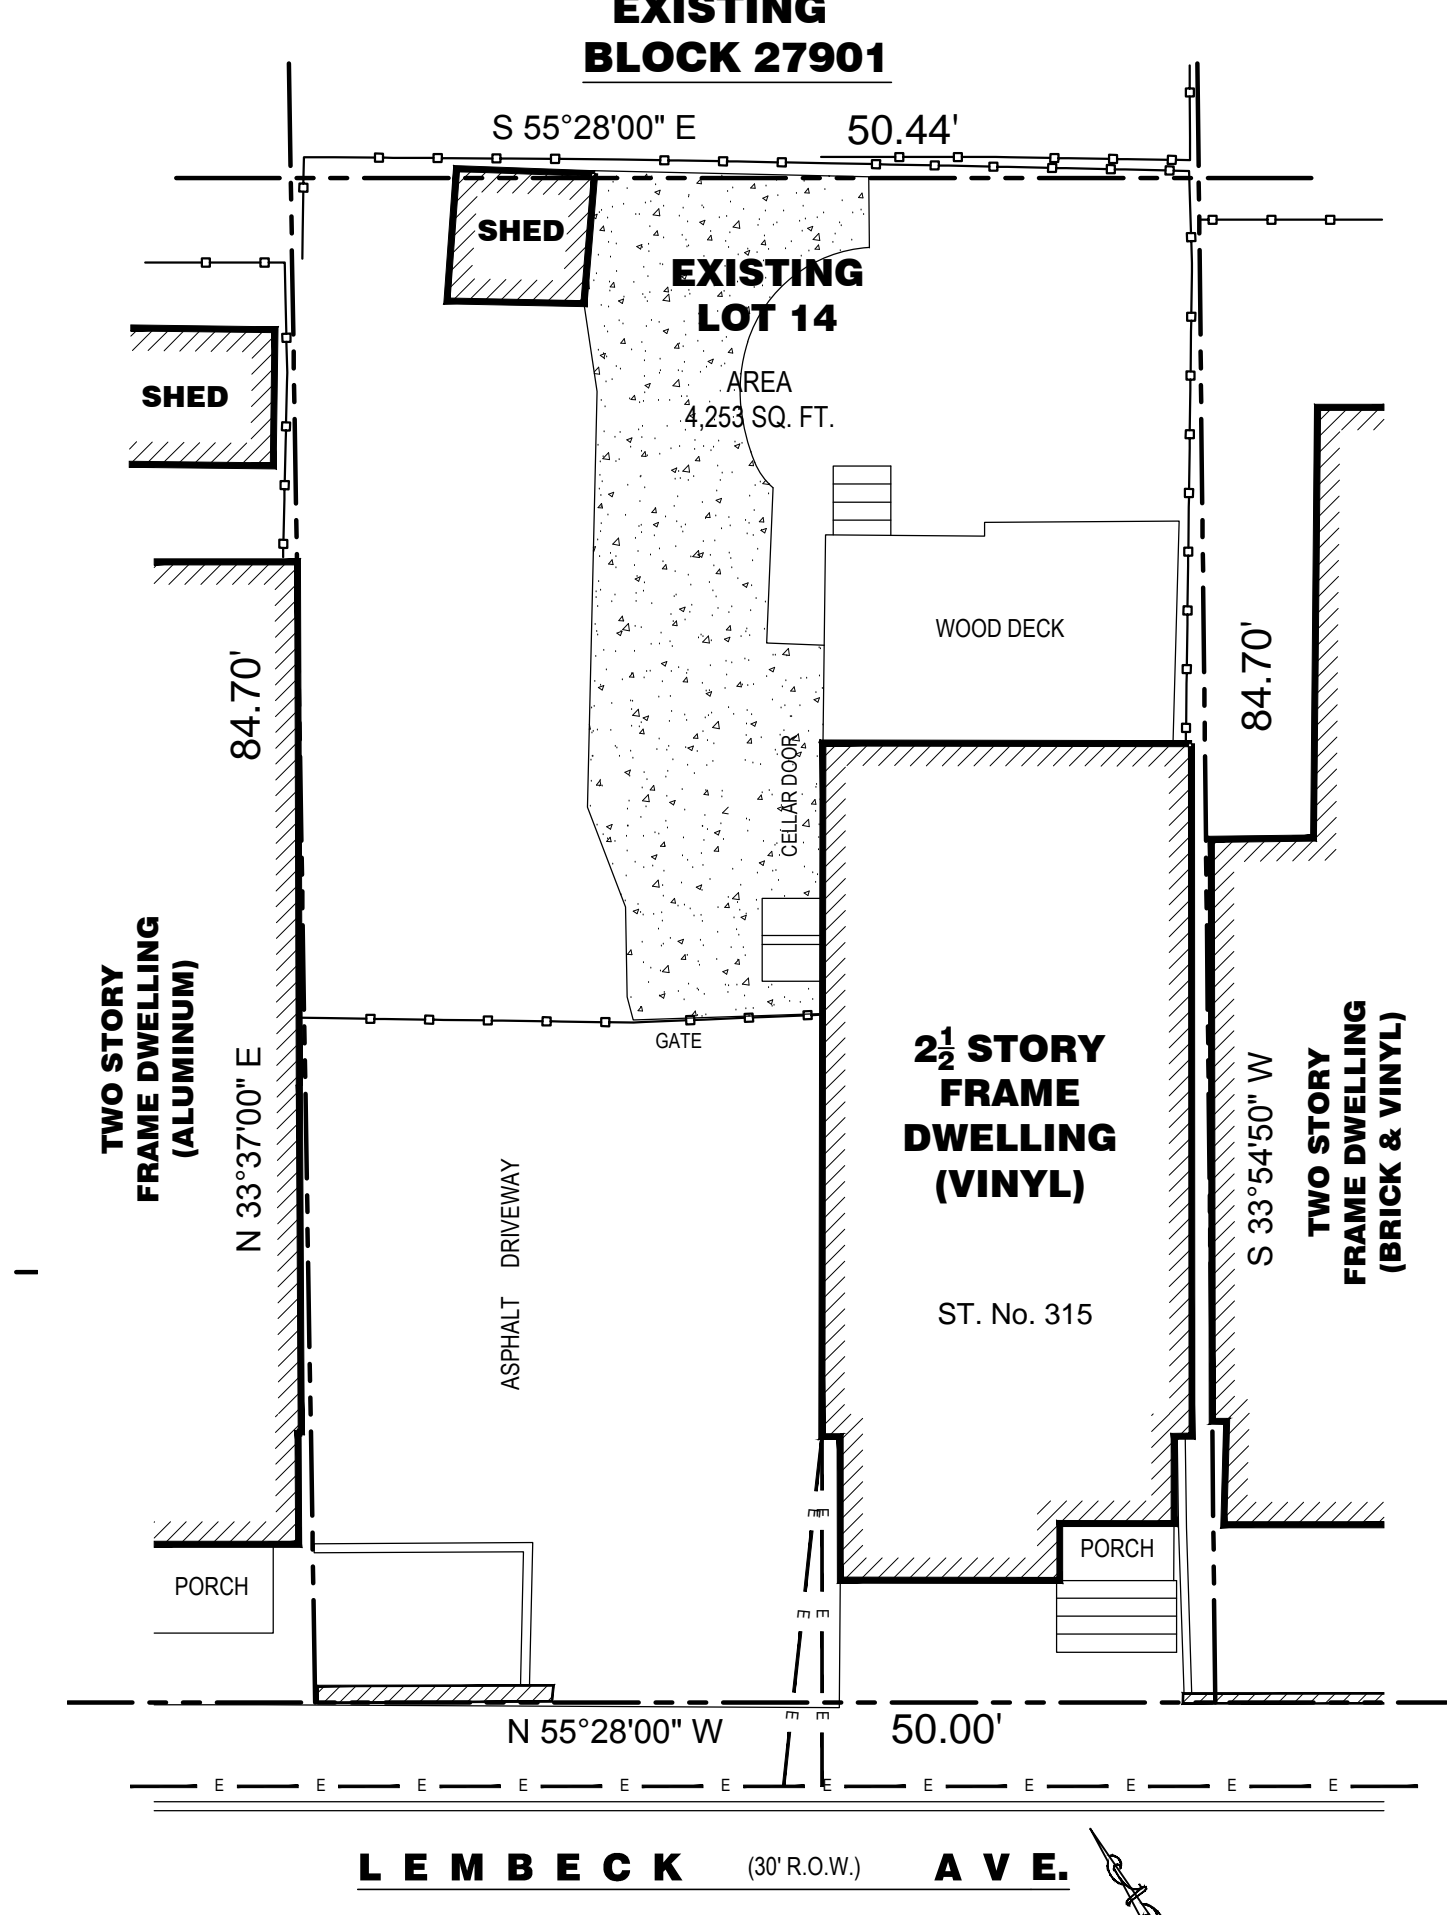 EXISTING
BLOCK 27901
S 55°28'00" E
50.44'
SHED
EXISTING
LOT 14
AREA
4,253 SQ. FT.
SHED
WOOD DECK
84.70'
84.70'
CELLAR DOOR
TWO STORY
FRAME DWELLING
(ALUMINUM)
N 33°37'00" E
GATE
2½ STORY
FRAME
DWELLING
(VINYL)
ST. No. 315
S 33°54'50" W
TWO STORY
FRAME DWELLING
(BRICK & VINYL)
ASPHALT DRIVEWAY
E E
PORCH
PORCH
E E
E E
N 55°28'00" W
50.00'
E E E E E E E E E E E E
LEMBECK (30' R.O.W.) AVE.